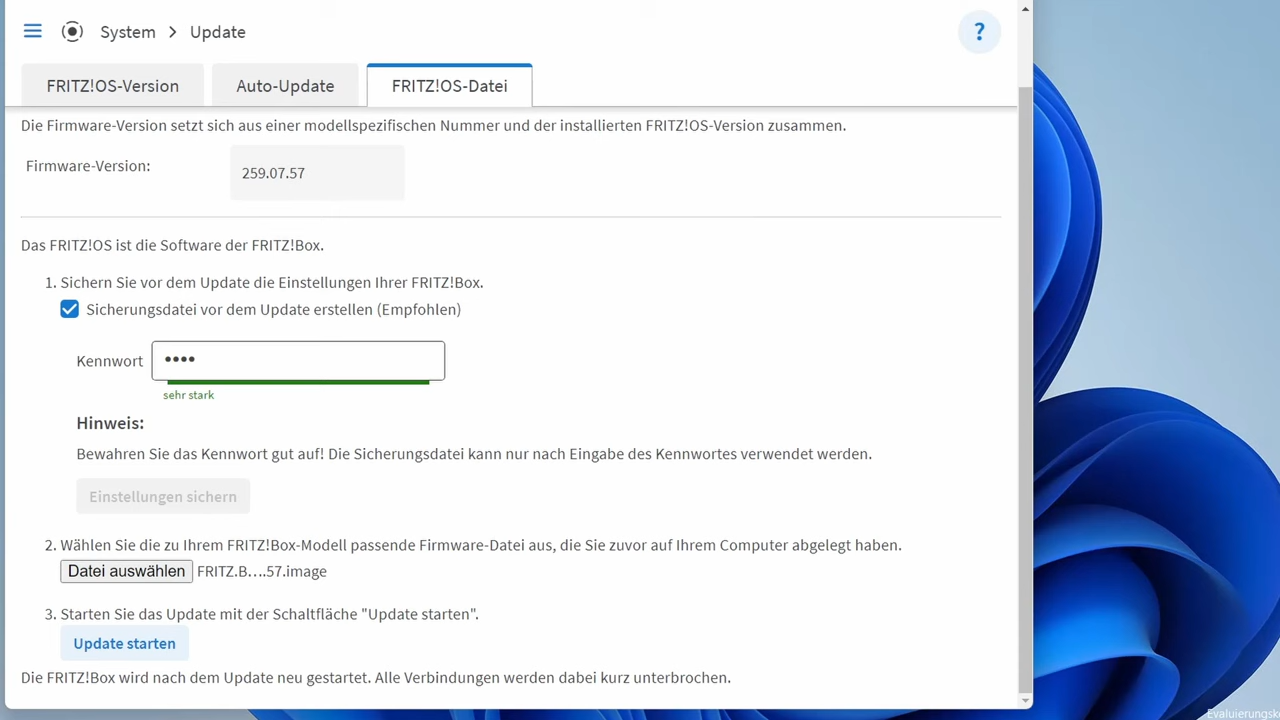 System > Update
?
FRITZ!OS-Version
Auto-Update
FRITZ!OS-Datei
Die Firmware-Version setzt sich aus einer modellspezifischen Nummer und der installierten FRITZ!OS-Version zusammen.
Firmware-Version: 259.07.57
Das FRITZ!OS ist die Software der FRITZ!Box.
1. Sichern Sie vor dem Update die Einstellungen Ihrer FRITZ!Box.
Sicherungsdatei vor dem Update erstellen (Empfohlen)
Kennwort ••••
sehr stark
Hinweis:
Bewahren Sie das Kennwort gut auf! Die Sicherungsdatei kann nur nach Eingabe des Kennwortes verwendet werden.
Einstellungen sichern
2. Wählen Sie die zu Ihrem FRITZ!Box-Modell passende Firmware-Datei aus, die Sie zuvor auf Ihrem Computer abgelegt haben.
Datei auswählen FRITZ.B....57.image
3. Starten Sie das Update mit der Schaltfläche "Update starten".
Update starten
Die FRITZ!Box wird nach dem Update neu gestartet. Alle Verbindungen werden dabei kurz unterbrochen.
Evaluierungsk